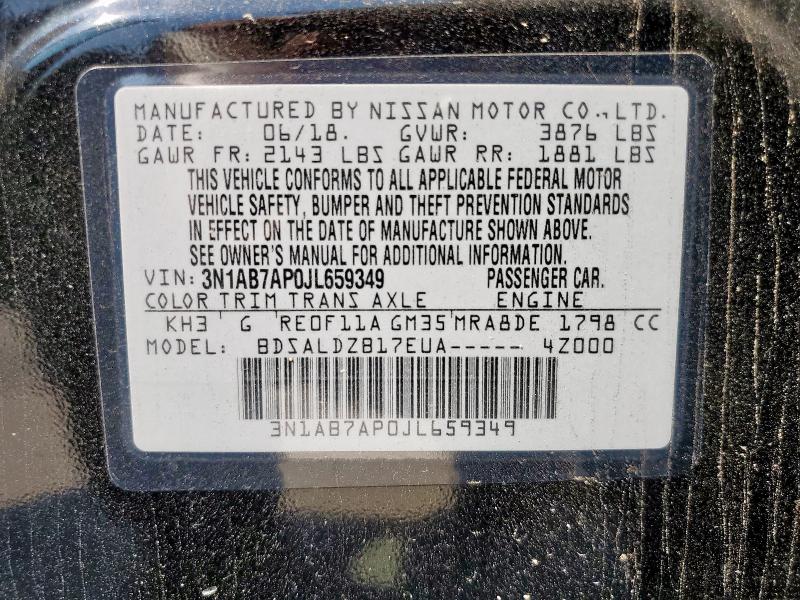 MANUFACTURED BY NISSAN MOTOR CO., LTD.
DATE: 06/18. GVWR: 3876 LBS
GAWR FR: 2143 LBS GAWR RR: 1881 LBS
THIS VEHICLE CONFORMS TO ALL APPLICABLE FEDERAL MOTOR
VEHICLE SAFETY, BUMPER AND THEFT PREVENTION STANDARDS
IN EFFECT ON THE DATE OF MANUFACTURE SHOWN ABOVE.
SEE OWNER'S MANUAL FOR ADDITIONAL INFORMATION.
VIN: 3N1AB7AP0JL659349 PASSENGER CAR.
COLOR TRIM TRANS AXLE ENGINE
KH3 G RE0F11A GM35 MRA8DE 1798 CC
MODEL: BDSALDZB17EUA----- 4Z000
3N1AB7AP0JL659349